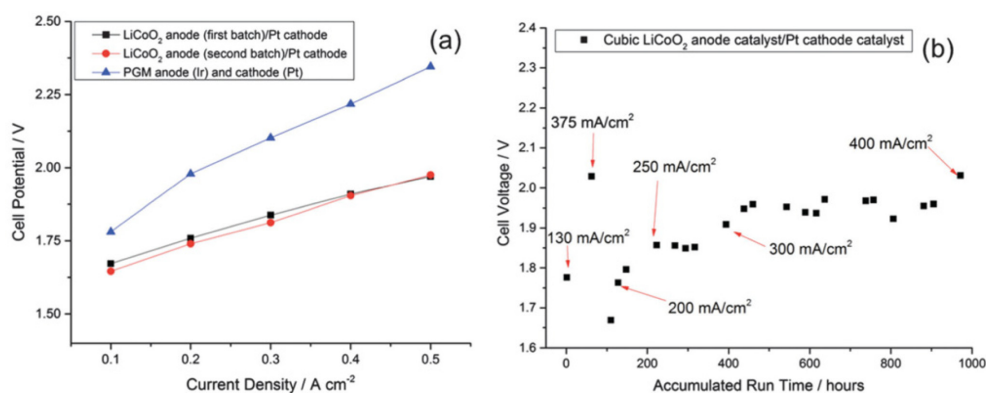 (a)
LiCoO₂ anode (first batch)/Pt cathode
LiCoO₂ anode (second batch)/Pt cathode
PGM anode (Ir) and cathode (Pt)
2.50
2.25
2.00
1.75
1.50
Cell Potential / V
0.1 0.2 0.3 0.4 0.5
Current Density / A cm⁻²
(b)
Cubic LiCoO₂ anode catalyst/Pt cathode catalyst
2.4
2.3
2.2
2.1
2.0
1.9
1.8
1.7
1.6
Cell Voltage / V
375 mA/cm²
250 mA/cm²
400 mA/cm²
130 mA/cm²
300 mA/cm²
200 mA/cm²
0 200 400 600 800 1000
Accumulated Run Time / hours